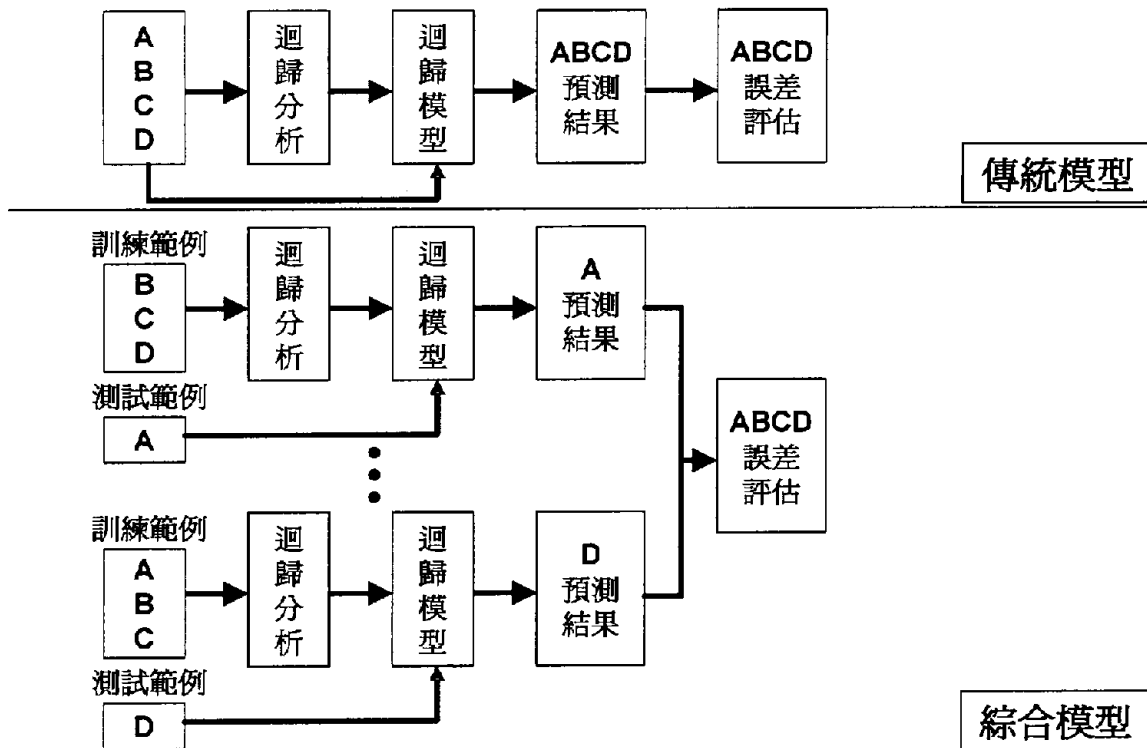 A
B
C
D
迴歸分析
迴歸模型
ABCD
預測
結果
ABCD
誤差
評估
傳統模型
訓練範例
B
C
D
測試範例
A
迴歸分析
迴歸模型
A
預測
結果
ABCD
誤差
評估
訓練範例
A
B
C
測試範例
D
迴歸分析
迴歸模型
D
預測
結果
綜合模型